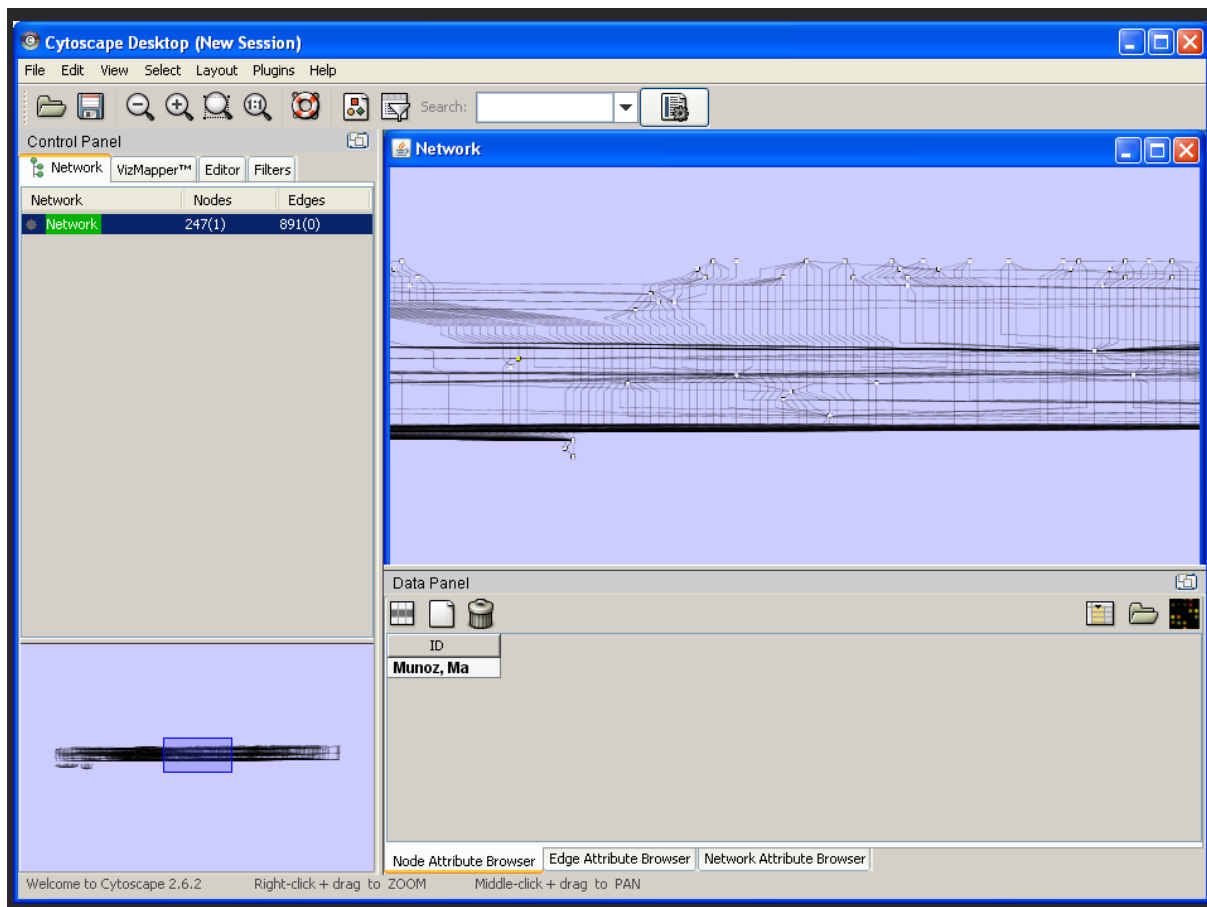 Cytoscape Desktop (New Session)
File Edit View Select Layout Plugins Help
Search:
Control Panel
Network VizMapper™ Editor Filters
Network Nodes Edges
Network 247(1) 891(0)
Network
Data Panel
ID
Munoz, Ma
Node Attribute Browser Edge Attribute Browser Network Attribute Browser
Welcome to Cytoscape 2.6.2 Right-click + drag to ZOOM Middle-click + drag to PAN